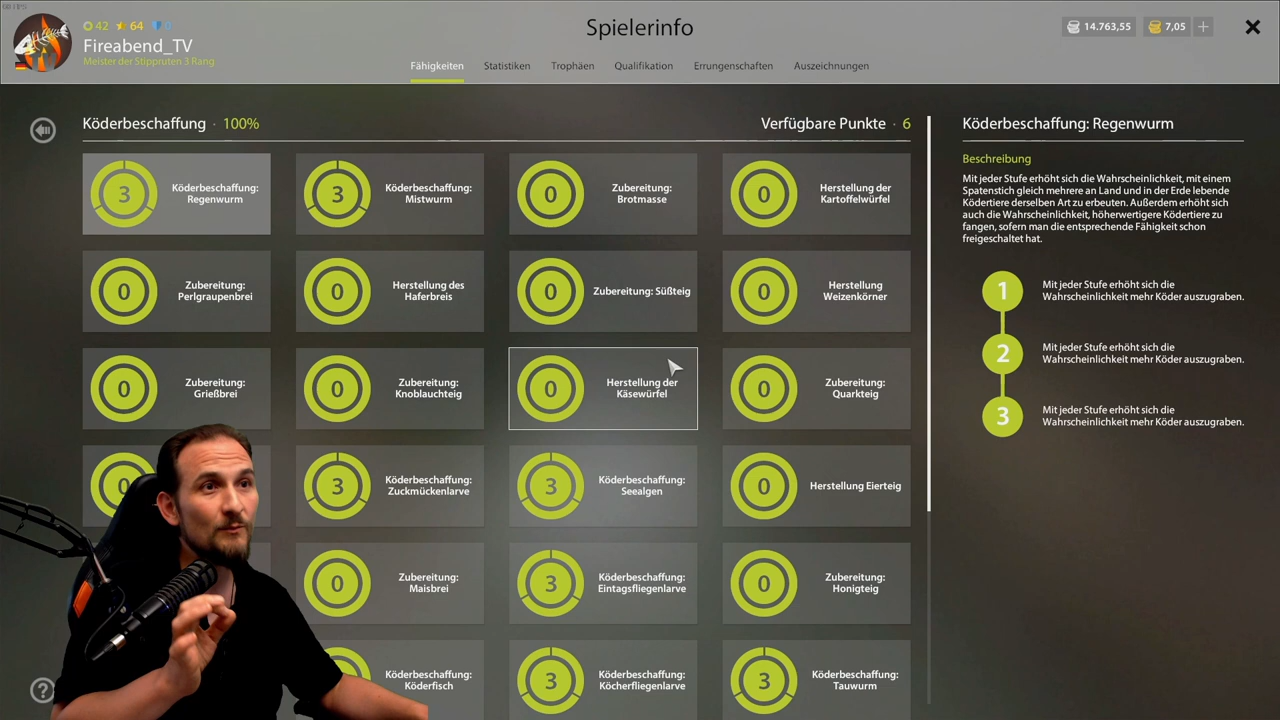 42 64 0
Fireabend_TV
Meister der Stippruten 3 Rang
Spielerinfo
14.763,55 7,05 +
Fähigkeiten Statistiken Trophäen Qualifikation Errungenschaften Auszeichnungen
Köderbeschaffung · 100%
Verfügbare Punkte · 6
3 Köderbeschaffung:
Regenwurm
3 Köderbeschaffung:
Mistwurm
0 Zubereitung:
Brotmasse
0 Herstellung der
Kartoffelwürfel
0 Zubereitung:
Perlgraupenbrei
0 Herstellung des
Haferbreis
0 Zubereitung: Süßteig
0 Herstellung
Weizenkörner
0 Zubereitung:
Grießbrei
0 Zubereitung:
Knoblauchteig
0 Herstellung der
Käsewürfel
0 Zubereitung:
Quarkteig
0
3 Köderbeschaffung:
Zuckmückenlarve
3 Köderbeschaffung:
Seealgen
0 Herstellung Eierteig
0 Zubereitung:
Maisbrei
3 Köderbeschaffung:
Eintagsfliegenlarve
0 Zubereitung:
Honigteig
Köderbeschaffung:
Köderfisch
3 Köderbeschaffung:
Köcherfliegenlarve
3 Köderbeschaffung:
Tauwurm
?
Köderbeschaffung: Regenwurm
Beschreibung
Mit jeder Stufe erhöht sich die Wahrscheinlichkeit, mit einem
Spatenstich gleich mehrere an Land und in der Erde lebende
Ködertiere derselben Art zu erbeuten. Außerdem erhöht sich
auch die Wahrscheinlichkeit, höherwertigere Ködertiere zu
fangen, sofern man die entsprechende Fähigkeit schon
freigeschaltet hat.
1 Mit jeder Stufe erhöht sich die
Wahrscheinlichkeit mehr Köder auszugraben.
2 Mit jeder Stufe erhöht sich die
Wahrscheinlichkeit mehr Köder auszugraben.
3 Mit jeder Stufe erhöht sich die
Wahrscheinlichkeit mehr Köder auszugraben.